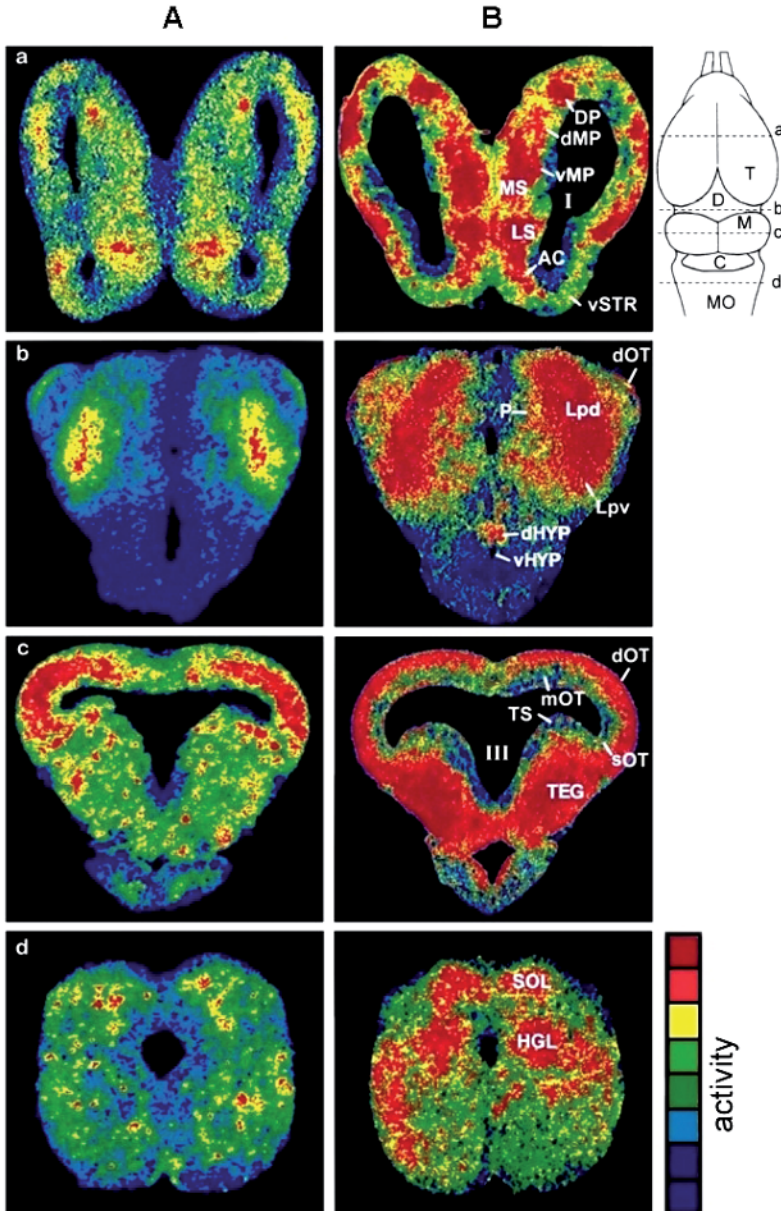 A B
a
DP
dMP
vMP
MS
I
LS
AC
vSTR
a
T
D
b
M
c
C
d
MO
b
dOT
P
Lpd
Lpv
dHYP
vHYP
c
dOT
mOT
TS
sOT
III
TEG
d
SOL
HGL
activity